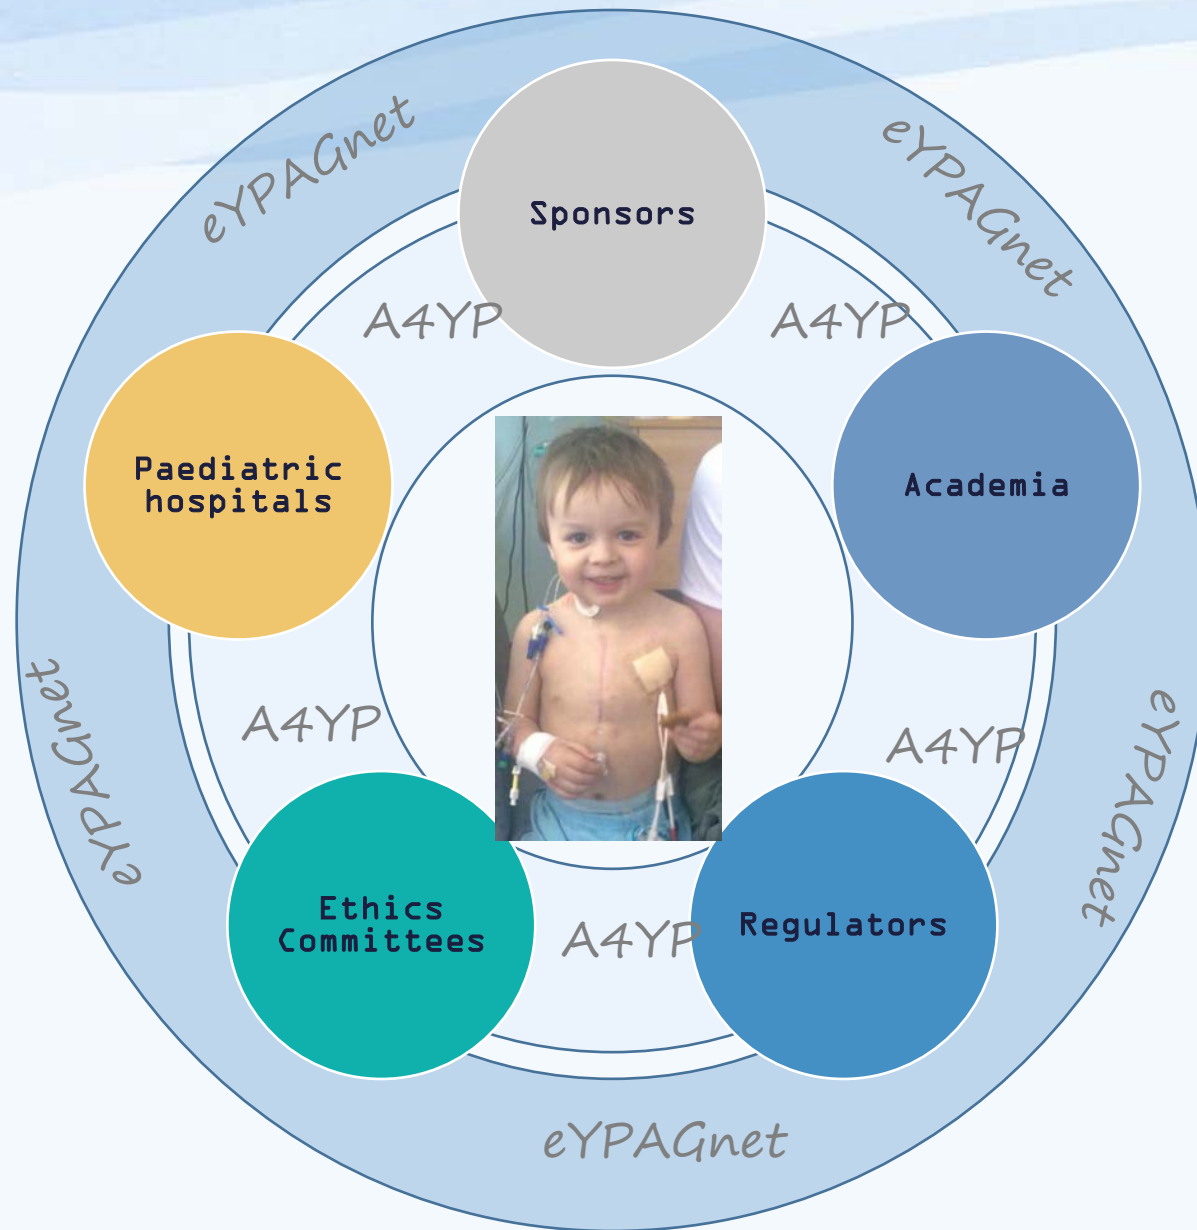 eYPAGnet
eYPAGnet
Sponsors
A4YP
A4YP
Paediatric
hospitals
Academia
eYPAGnet
A4YP
A4YP
eYPAGnet
Ethics
Committees
A4YP
Regulators
eYPAGnet